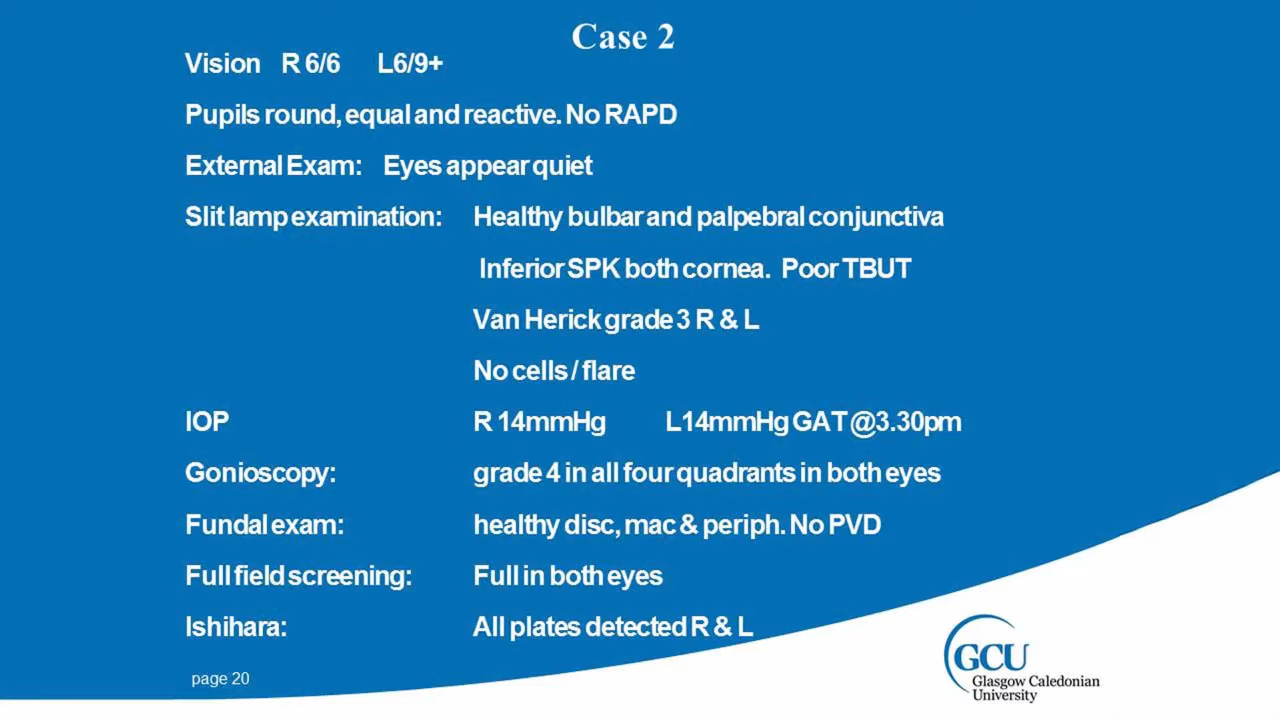 Case 2
Vision R 6/6 L6/9+
Pupils round, equal and reactive. No RAPD
External Exam: Eyes appear quiet
Slit lamp examination: Healthy bulbar and palpebral conjunctiva
Inferior SPK both cornea. Poor TBUT
Van Herick grade 3 R & L
No cells / flare
IOP R 14mmHg L14mmHg GAT @3.30pm
Gonioscopy: grade 4 in all four quadrants in both eyes
Fundal exam: healthy disc, mac & periph. No PVD
Full field screening: Full in both eyes
Ishihara: All plates detected R & L
page 20
GCU
Glasgow Caledonian
University